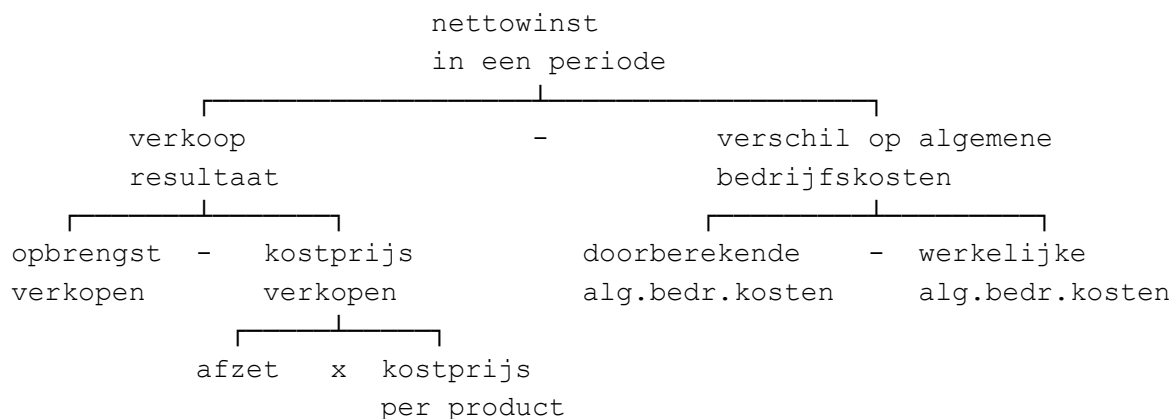 nettowinst
in een periode
verkoop - verschil op algemene
resultaat bedrijfskosten
opbrengst - kostprijs doorberekende - werkelijke
verkopen verkopen alg.bedr.kosten alg.bedr.kosten
afzet x kostprijs
per product